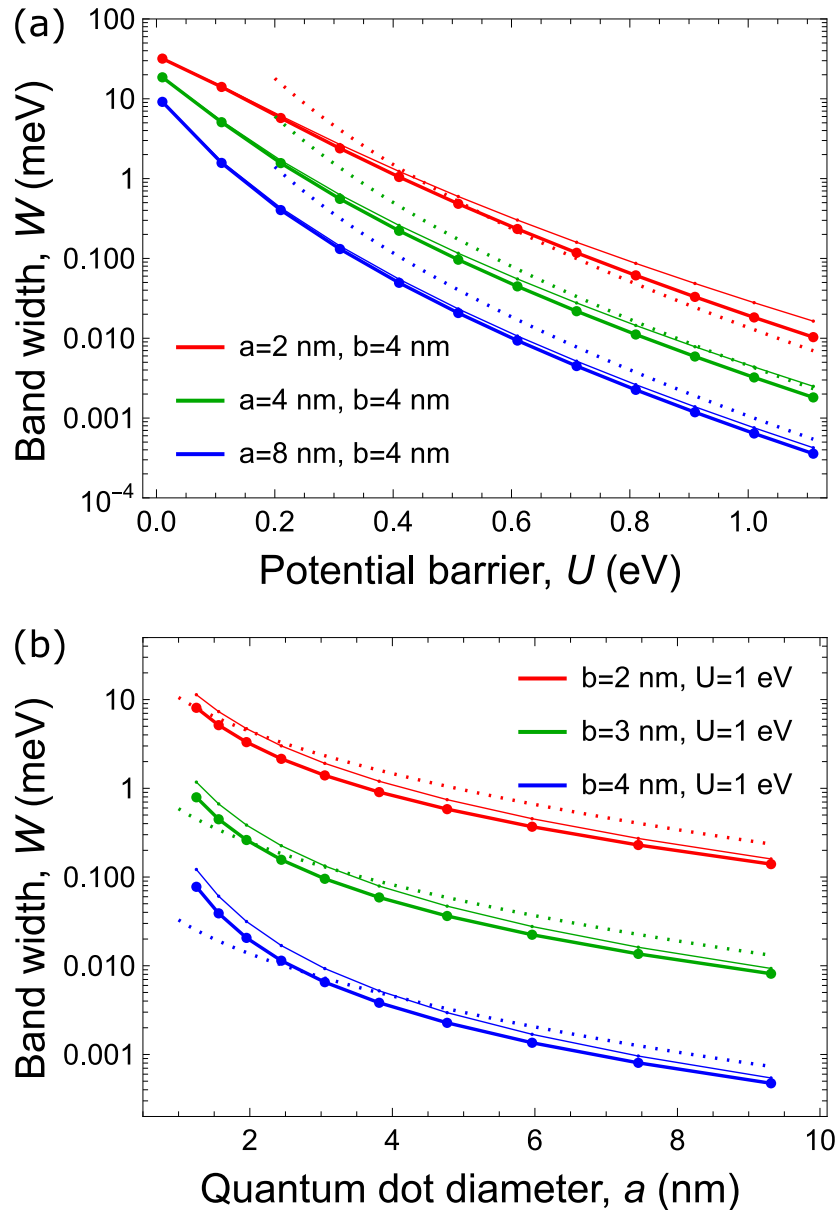 (a)
100
10
1
0.100
0.010
0.001
10⁻⁴
Band width, W (meV)
a=2 nm, b=4 nm
a=4 nm, b=4 nm
a=8 nm, b=4 nm
0.0 0.2 0.4 0.6 0.8 1.0
Potential barrier, U (eV)
(b)
10
1
0.100
0.010
0.001
Band width, W (meV)
b=2 nm, U=1 eV
b=3 nm, U=1 eV
b=4 nm, U=1 eV
2 4 6 8 10
Quantum dot diameter, a (nm)